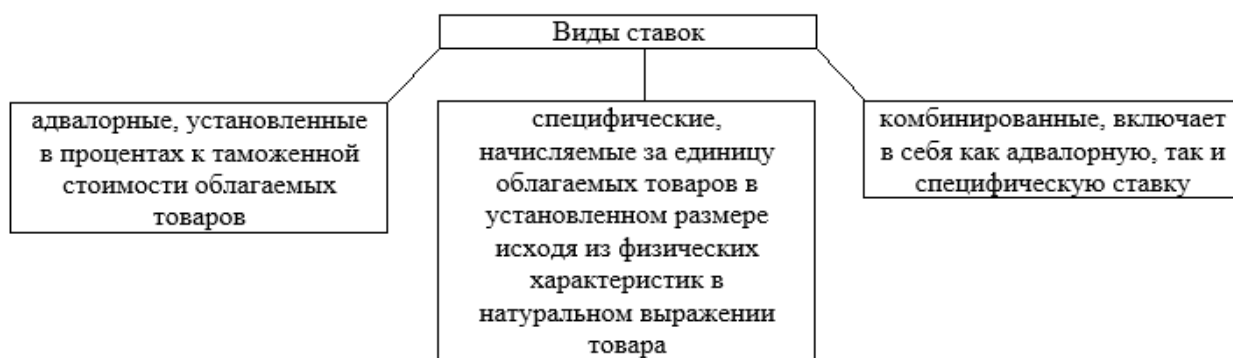 Виды ставок
адвалорные, установленные
в процентах к таможенной
стоимости облагаемых
товаров
специфические,
начисляемые за единицу
облагаемых товаров в
установленном размере
исходя из физических
характеристик в
натуральном выражении
товара
комбинированные, включает
в себя как адвалорную, так и
специфическую ставку